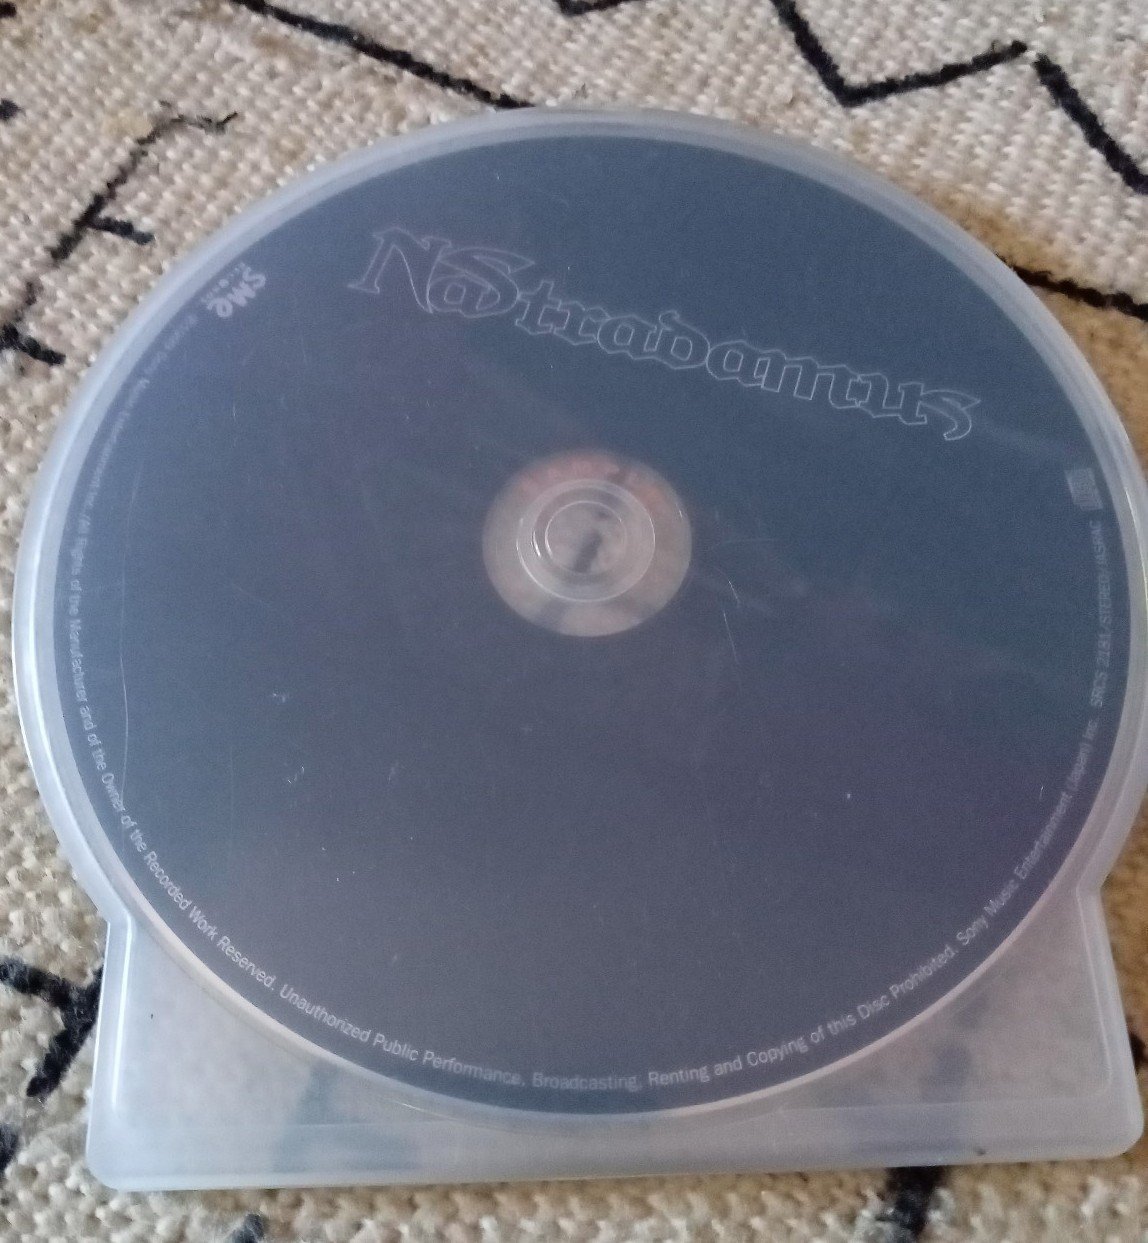 NaStradamus
SMe
All Rights of the Manufacturer and of the Owner of the Recorded Work Reserved. Unauthorized Public Performance, Broadcasting, Renting and Copying of this Disc Prohibited. Sony Music Entertainment (Japan) Inc.